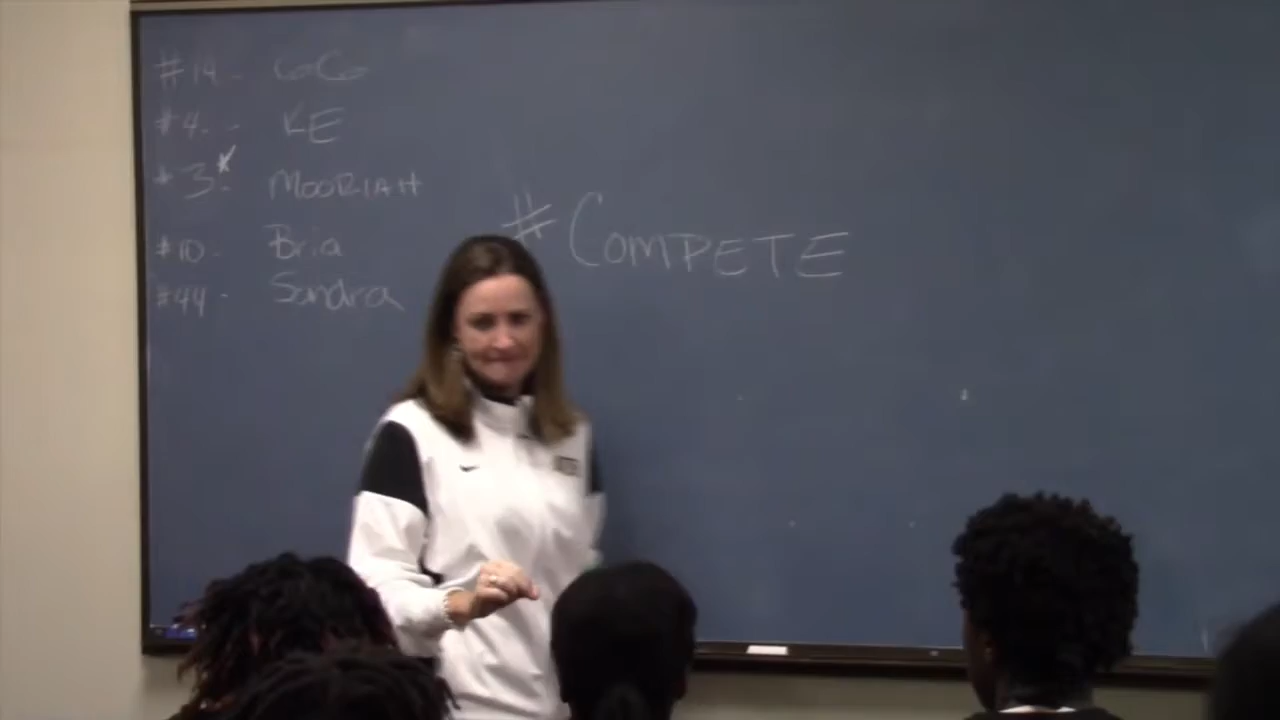 #14 - CoCo
#4 - KE
#3 - MOORIAH
#10 - Bria
#44 - Sandra
# COMPETE